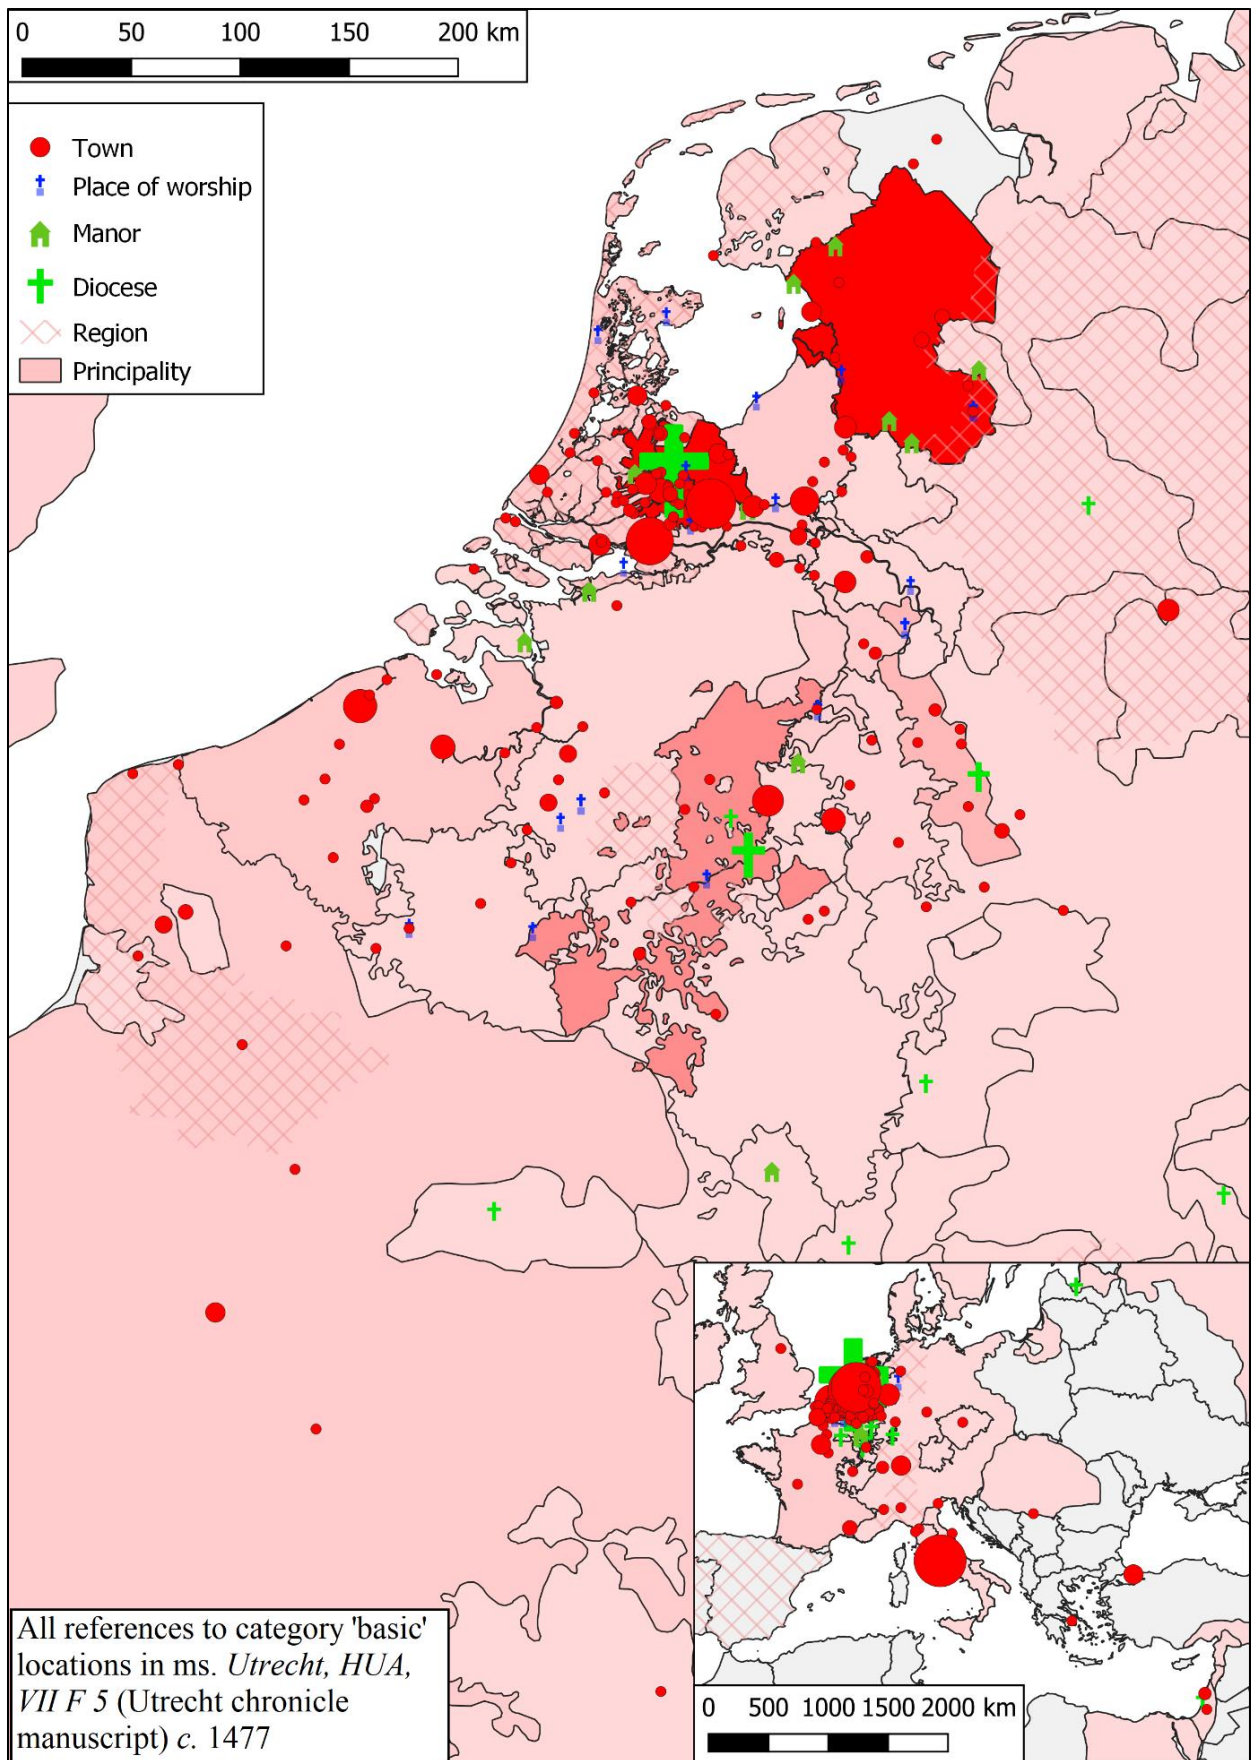 0 50 100 150 200 km
Town
Place of worship
Manor
Diocese
Region
Principality
All references to category 'basic'
locations in ms. Utrecht, HUA,
VII F 5 (Utrecht chronicle
manuscript) c. 1477
0 500 1000 1500 2000 km